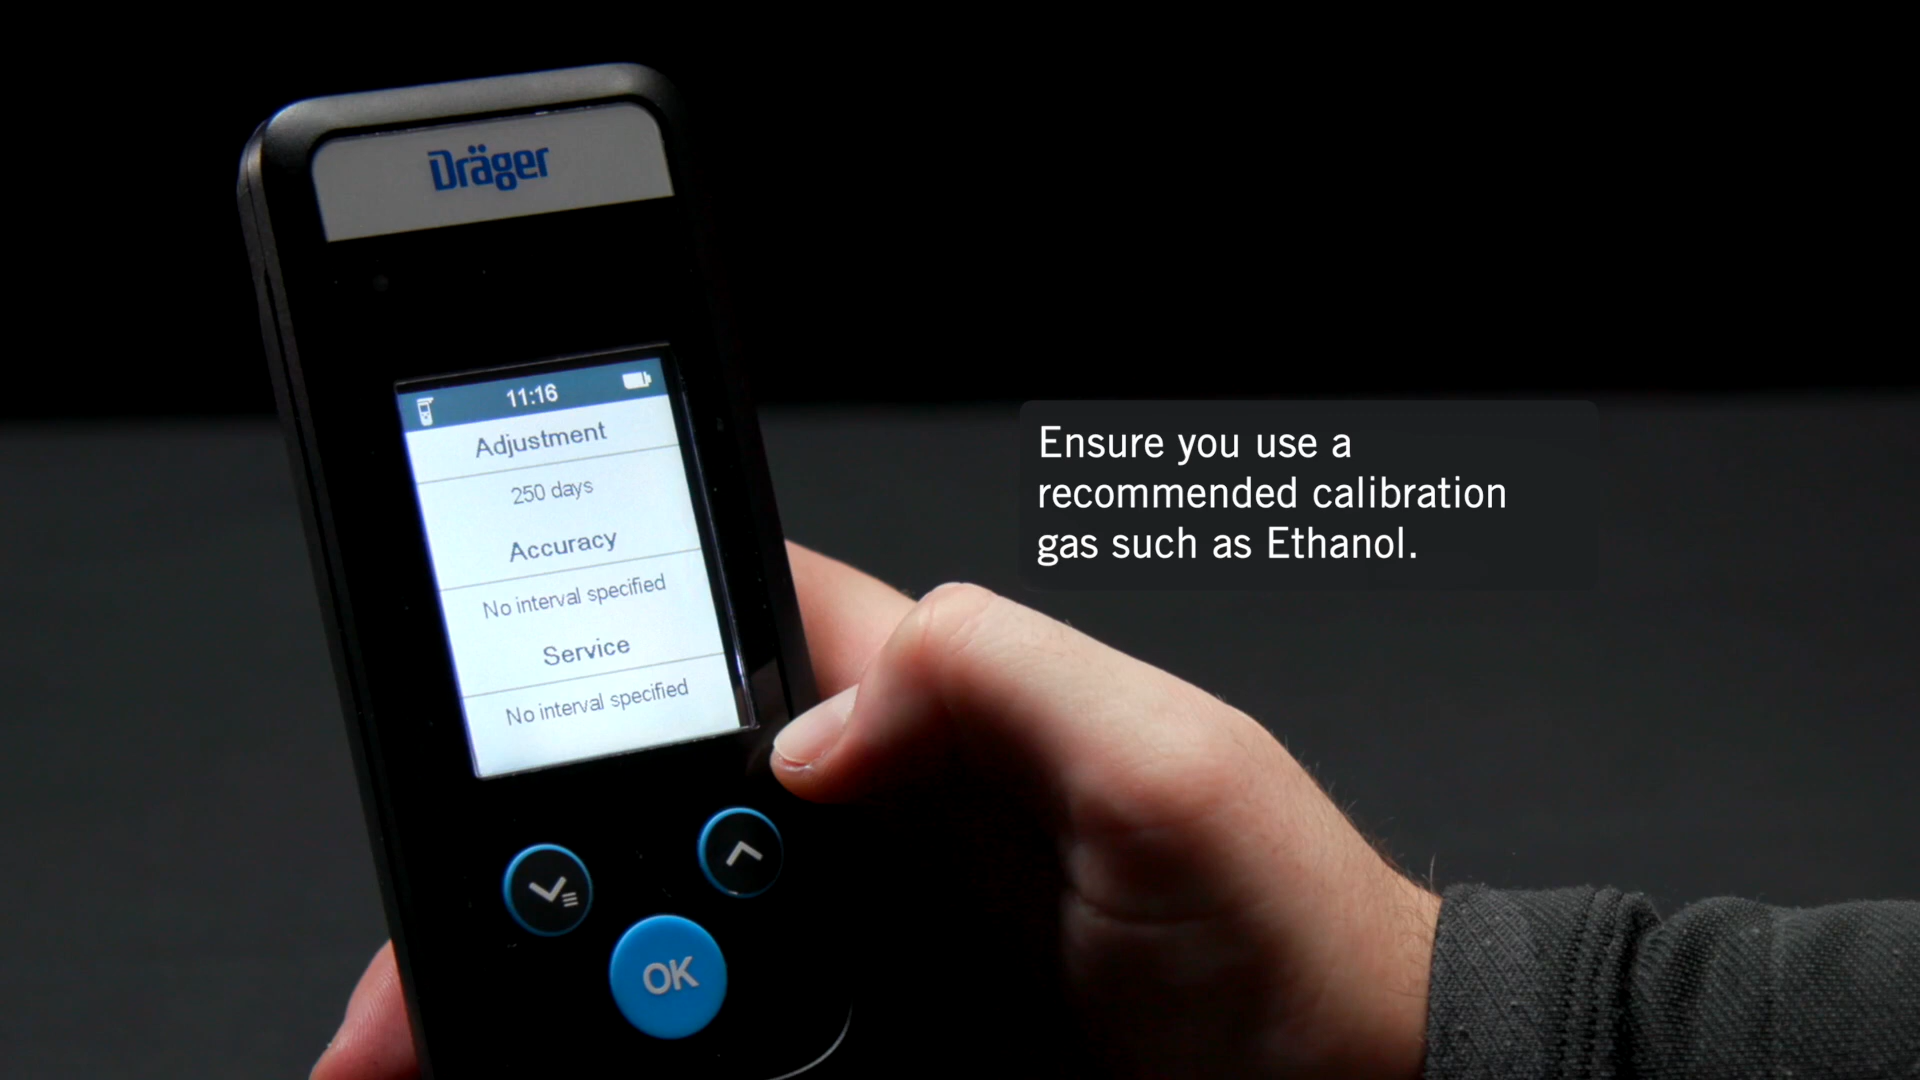 Dräger
11:16
Adjustment
250 days
Accuracy
No interval specified
Service
No interval specified
OK
Ensure you use a
recommended calibration
gas such as Ethanol.